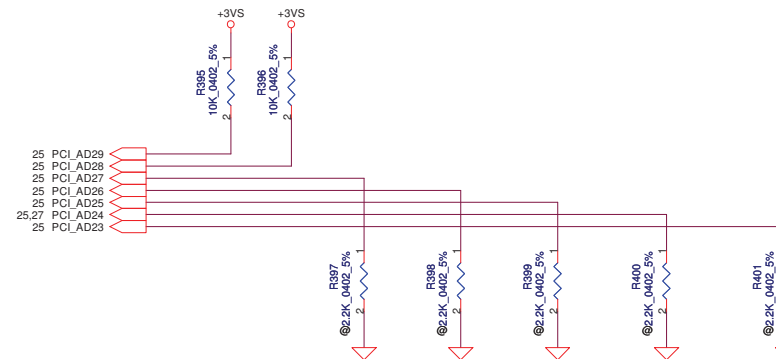 +3VS
+3VS
R395
10K_0402_5%
1
2
R396
10K_0402_5%
1
2
25 PCI_AD29
25 PCI_AD28
25 PCI_AD27
25 PCI_AD26
25 PCI_AD25
25,27 PCI_AD24
25 PCI_AD23
R397
@2.2K_0402_5%
1
2
R398
@2.2K_0402_5%
1
2
R399
@2.2K_0402_5%
1
2
R400
@2.2K_0402_5%
1
2
R401
@2.2K_0402_5%